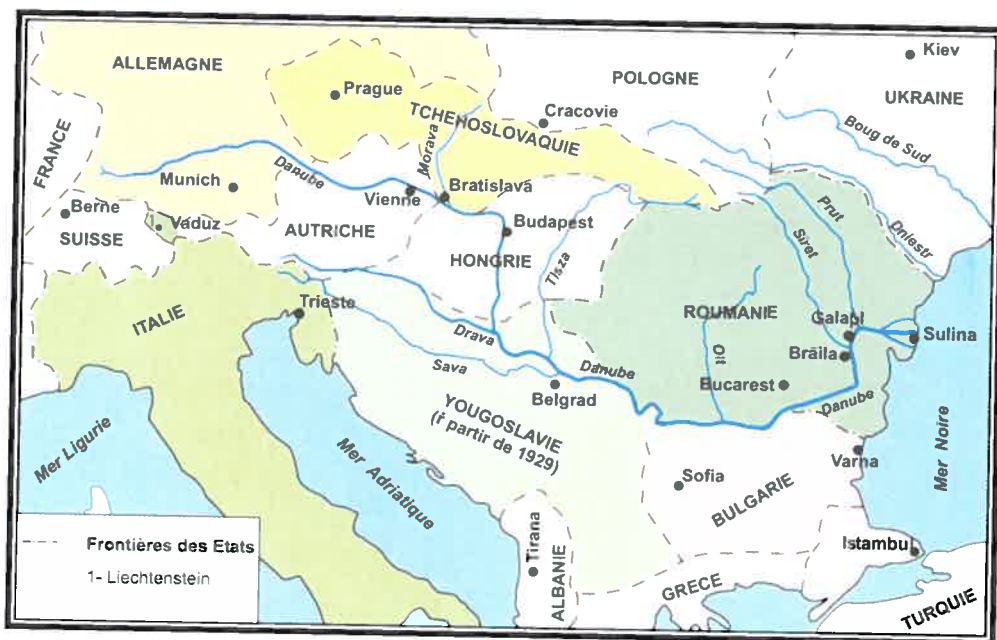 ALLEMAGNE
Prague
TCHEHOSLOVAQUIE
POLOGNE
Cracovie
Kiev
UKRAINE
Boug de Sud
FRANCE
Munich
Danube
Morava
Vienne
Bratislava
Berne
SUISSE
Vaduz
AUTRICHE
Budapest
HONGRIE
Tisza
Prut
Siret
Dniestr
ITALIE
Trieste
Drava
Sava
Danube
Belgrad
ROUMANIE
Olt
Galaţi
Brăila
Bucarest
Sulina
Danube
YOUGOSLAVIE
(ŕ partir de 1929)
Mer Ligurie
Mer Adriatique
Mer Noire
Sofia
BULGARIE
Varna
Tirana
ALBANIE
GRECE
Istambul
TURQUIE
Frontières des Etats
1- Liechtenstein